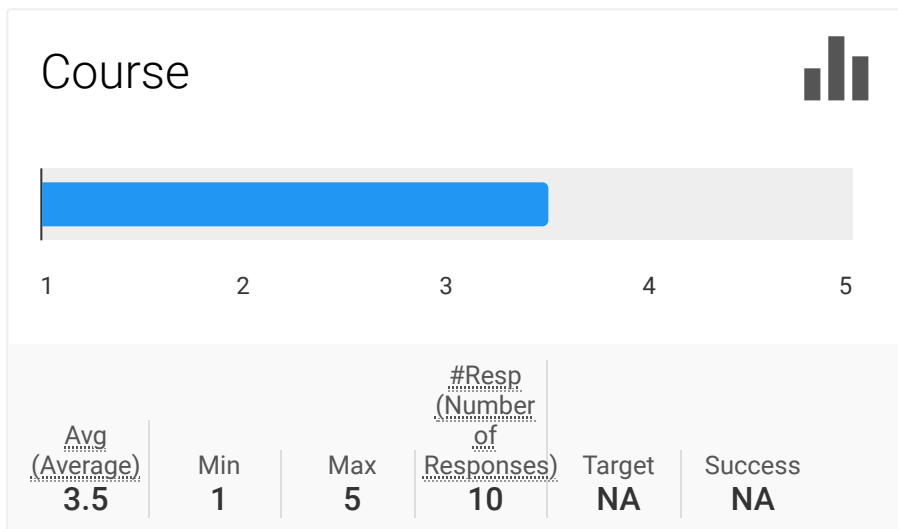 Course
1 2 3 4 5
Avg
(Average)
3.5
Min
1
Max
5
#Resp
(Number
of
Responses)
10
Target
NA
Success
NA